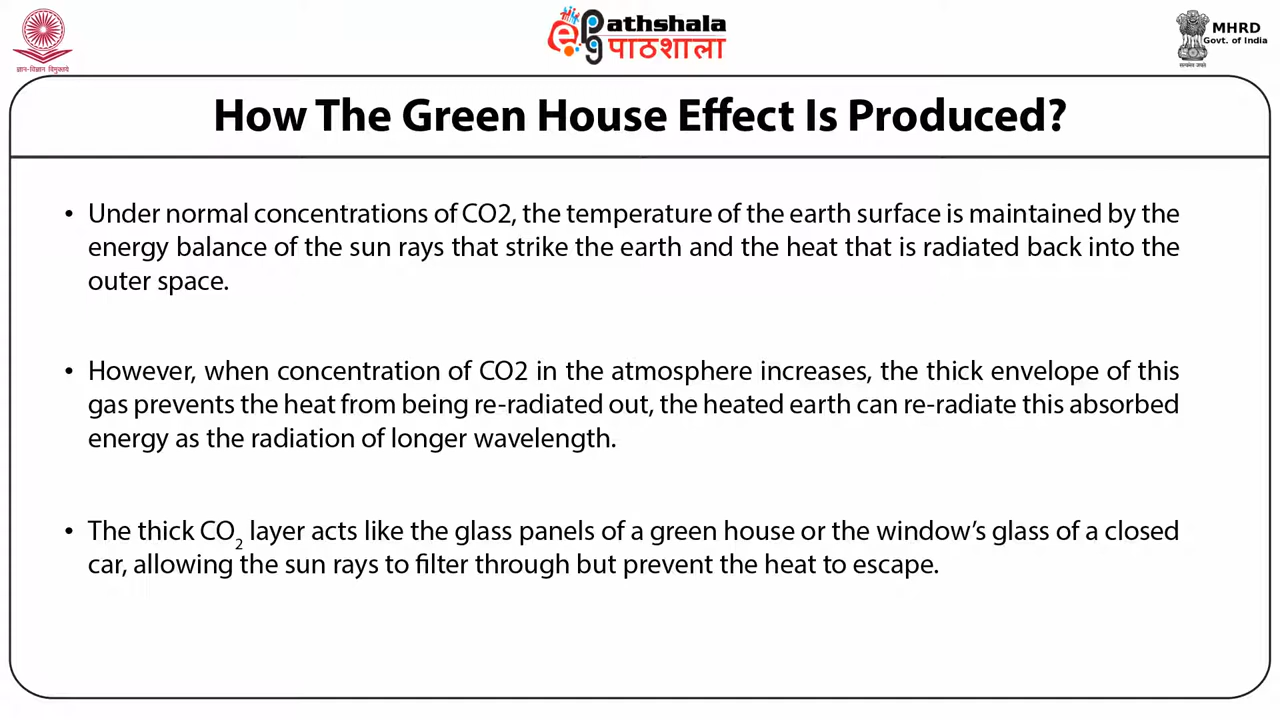 ज्ञान-विज्ञान विमुक्तये
ePathshala
पाठशाला
MHRD
Govt. of India
सत्यमेव जयते
How The Green House Effect Is Produced?
• Under normal concentrations of CO2, the temperature of the earth surface is maintained by the
energy balance of the sun rays that strike the earth and the heat that is radiated back into the
outer space.
• However, when concentration of CO2 in the atmosphere increases, the thick envelope of this
gas prevents the heat from being re-radiated out, the heated earth can re-radiate this absorbed
energy as the radiation of longer wavelength.
• The thick CO₂ layer acts like the glass panels of a green house or the window’s glass of a closed
car, allowing the sun rays to filter through but prevent the heat to escape.